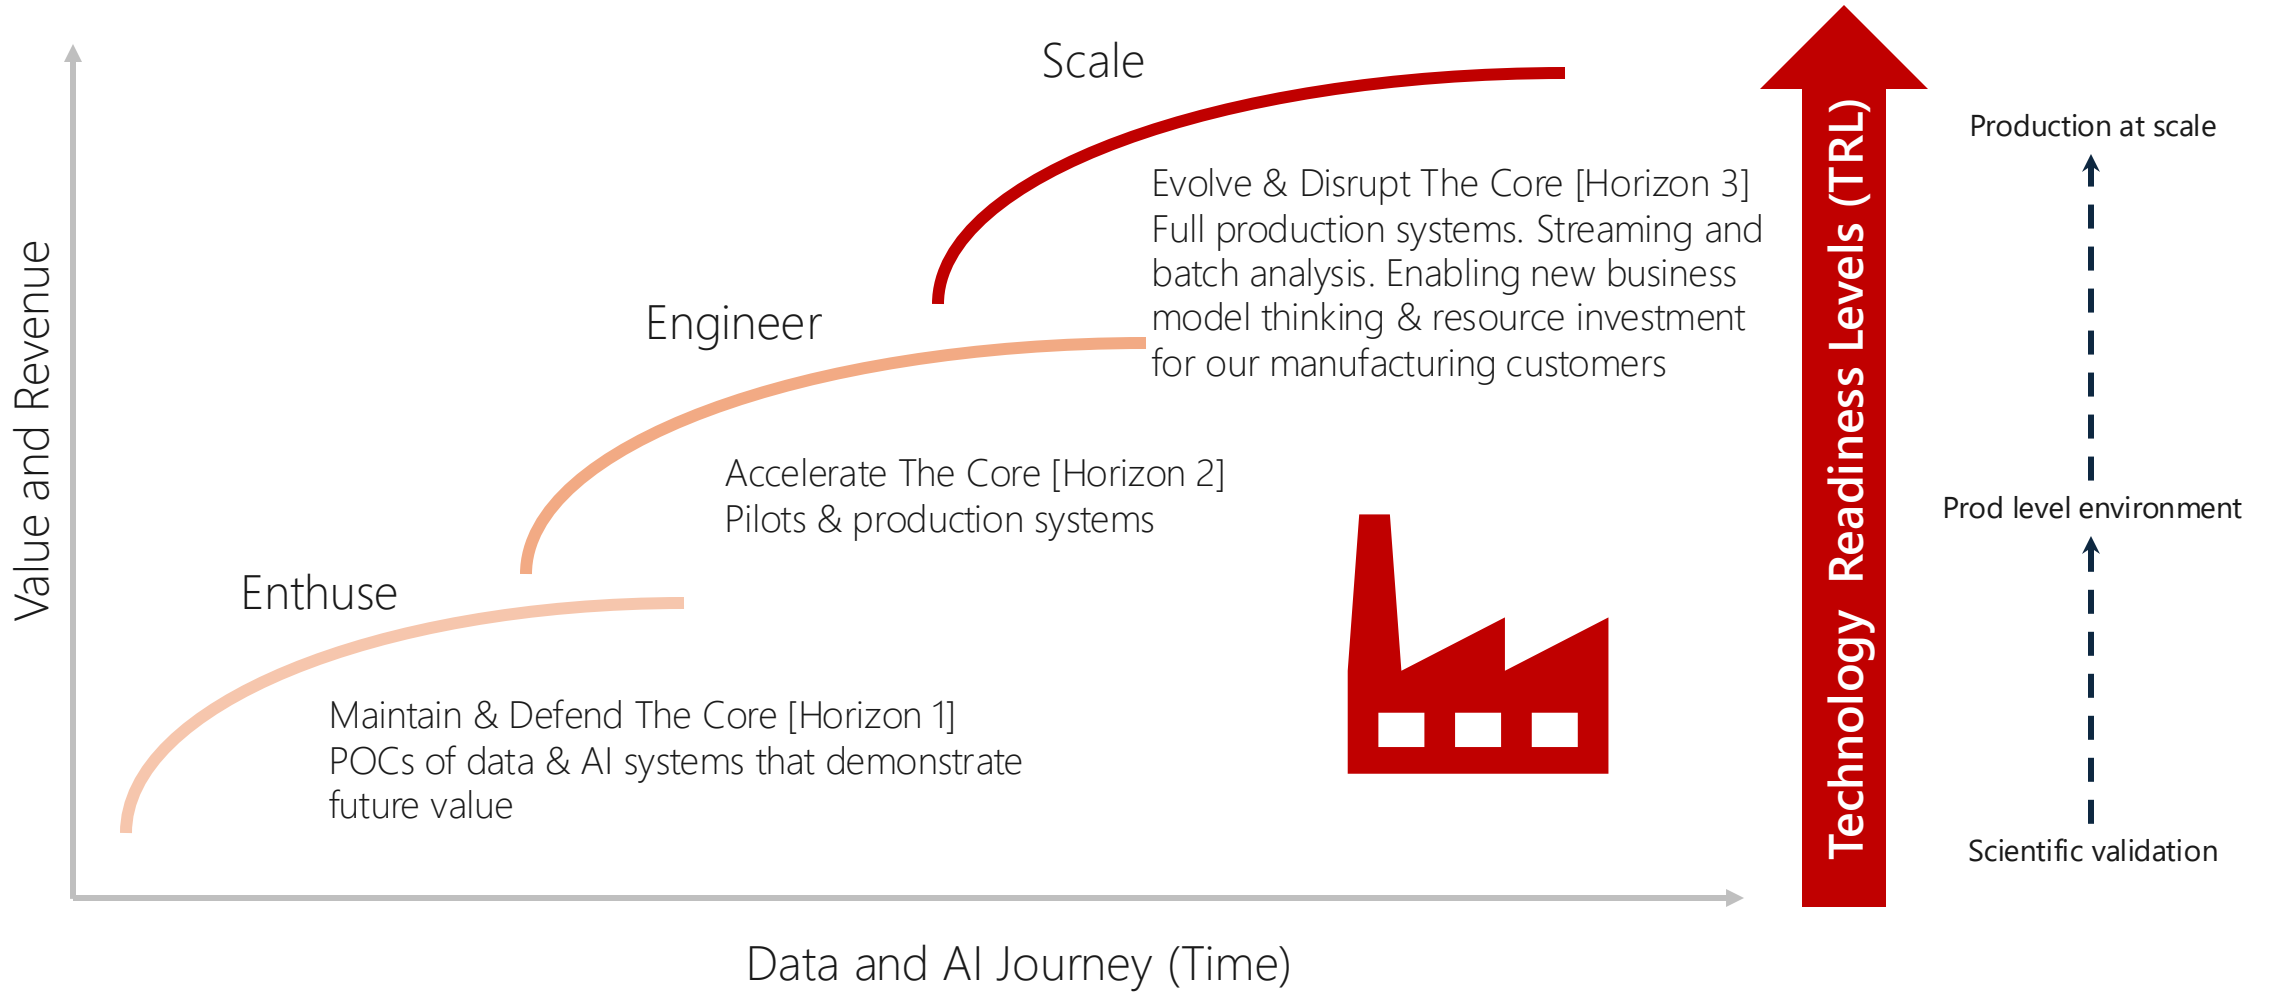 Scale
Production at scale
Evolve & Disrupt The Core [Horizon 3]
Full production systems. Streaming and
batch analysis. Enabling new business
model thinking & resource investment
for our manufacturing customers
Engineer
Accelerate The Core [Horizon 2]
Pilots & production systems
Prod level environment
Enthuse
Maintain & Defend The Core [Horizon 1]
POCs of data & AI systems that demonstrate
future value
Scientific validation
Value and Revenue
Technology Readiness Levels (TRL)
Data and AI Journey (Time)